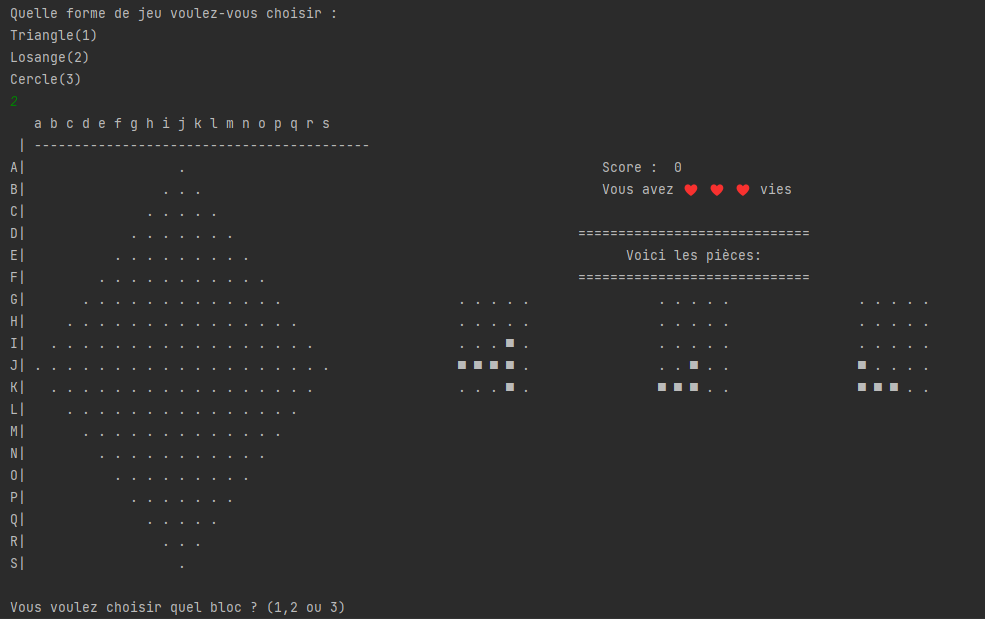 Quelle forme de jeu voulez-vous choisir :
Triangle(1)
Losange(2)
Cercle(3)
2
   a b c d e f g h i j k l m n o p q r s
 | ------------------------------------------
A|                   .                                                    Score :  0
B|                 . . .                                                  Vous avez ♥ ♥ ♥ vies
C|               . . . . .
D|             . . . . . . .                                           =============================
E|           . . . . . . . . .                                               Voici les pièces:
F|         . . . . . . . . . . .                                       =============================
G|       . . . . . . . . . . . . .                      . . . . .                . . . . .                . . . . .
H|     . . . . . . . . . . . . . . .                    . . . . .                . . . . .                . . . . .
I|   . . . . . . . . . . . . . . . . .                  . . . ■ .                . . . . .                . . . . .
J| . . . . . . . . . . . . . . . . . . .                ■ ■ ■ ■ .                . . ■ . .                ■ . . . .
K|   . . . . . . . . . . . . . . . . .                  . . . ■ .                ■ ■ ■ . .                ■ ■ ■ . .
L|     . . . . . . . . . . . . . . .
M|       . . . . . . . . . . . . .
N|         . . . . . . . . . . .
O|           . . . . . . . . .
P|             . . . . . . .
Q|               . . . . .
R|                 . . .
S|                   .
Vous voulez choisir quel bloc ? (1,2 ou 3)